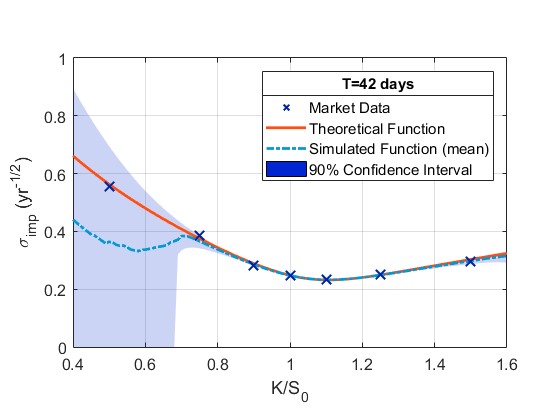 T=42 days
Market Data
Theoretical Function
Simulated Function (mean)
90% Confidence Interval
1
0.8
0.6
0.4
0.2
0
σimp (yr-1/2)
0.4 0.6 0.8 1 1.2 1.4 1.6
K/S0